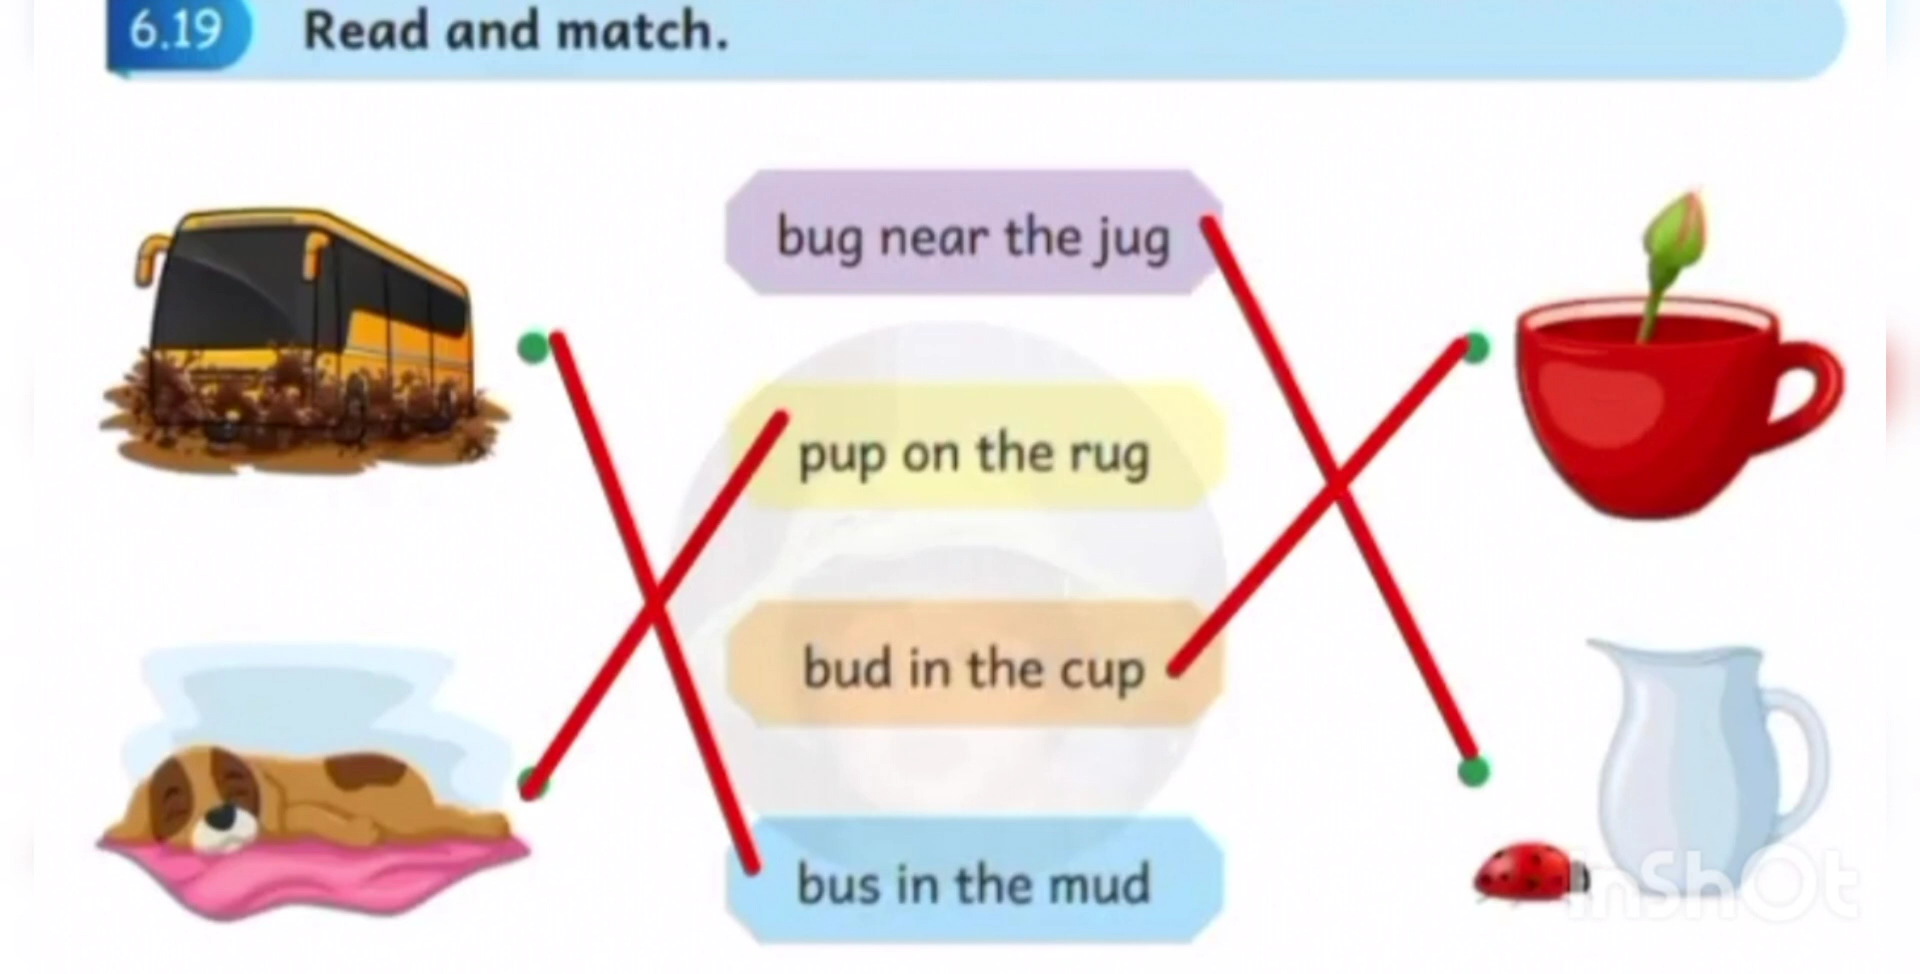 6.19 Read and match.
bug near the jug
pup on the rug
bud in the cup
bus in the mud
InShOt